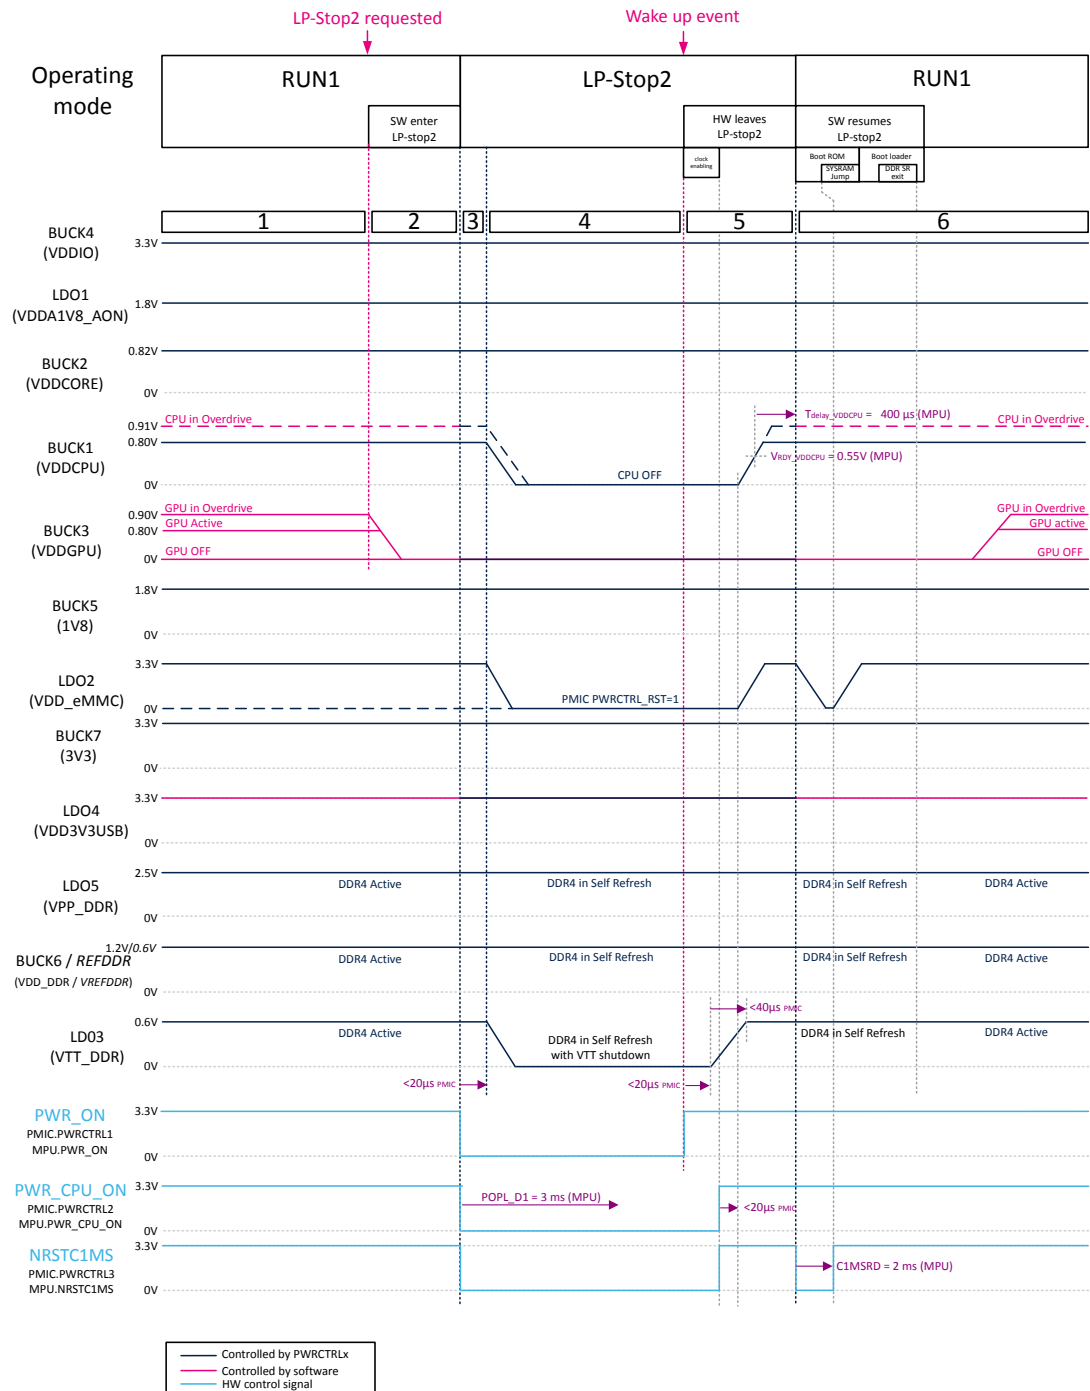 LP-Stop2 requested
Wake up event
Operating
mode
RUN1
LP-Stop2
RUN1
SW enter
LP-stop2
HW leaves
LP-stop2
SW resumes
LP-stop2
clock
enabling
Boot ROM
Boot loader
SYSRAM
Jump
DDR SR
exit
1
2
3
4
5
6
BUCK4
(VDDIO)
3.3V
LDO1
(VDDA1V8_AON)
1.8V
BUCK2
(VDDCORE)
0.82V
0V
BUCK1
(VDDCPU)
0.91V
0.80V
0V
CPU in Overdrive
CPU OFF
Tdelay_VDDCPU = 400 µs (MPU)
VRDY_VDDCPU = 0.55V (MPU)
CPU in Overdrive
BUCK3
(VDDGPU)
0.90V
0.80V
0V
GPU in Overdrive
GPU Active
GPU OFF
GPU in Overdrive
GPU active
GPU OFF
BUCK5
(1V8)
1.8V
0V
LDO2
(VDD_eMMC)
3.3V
0V
PMIC PWRCTRL_RST=1
BUCK7
(3V3)
3.3V
0V
LDO4
(VDD3V3USB)
3.3V
0V
LDO5
(VPP_DDR)
2.5V
0V
DDR4 Active
DDR4 in Self Refresh
DDR4 in Self Refresh
DDR4 Active
BUCK6 / REFDDR
(VDD_DDR / VREFDDR)
1.2V/0.6V
0V
DDR4 Active
DDR4 in Self Refresh
DDR4 in Self Refresh
DDR4 Active
LD03
(VTT_DDR)
0.6V
0V
DDR4 Active
DDR4 in Self Refresh
with VTT shutdown
<40µs PMIC
DDR4 in Self Refresh
DDR4 Active
<20µs PMIC
<20µs PMIC
PWR_ON
PMIC.PWRCTRL1
MPU.PWR_ON
3.3V
0V
PWR_CPU_ON
PMIC.PWRCTRL2
MPU.PWR_CPU_ON
3.3V
0V
POPL_D1 = 3 ms (MPU)
<20µs PMIC
NRSTC1MS
PMIC.PWRCTRL3
MPU.NRSTC1MS
3.3V
0V
C1MSRD = 2 ms (MPU)
Controlled by PWRCTRLx
Controlled by software
HW control signal